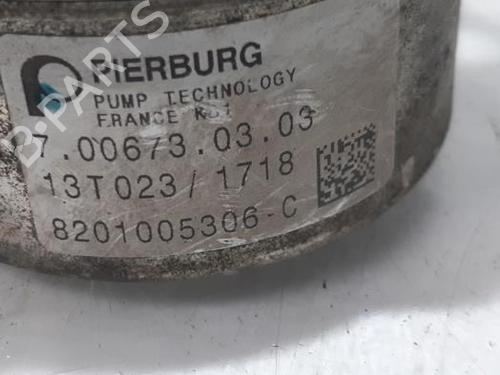 PIERBURG
PUMP TECHNOLOGY
FRANCE
7.00673.03.03
13T023/1718
8201005306-C
B-PARTS